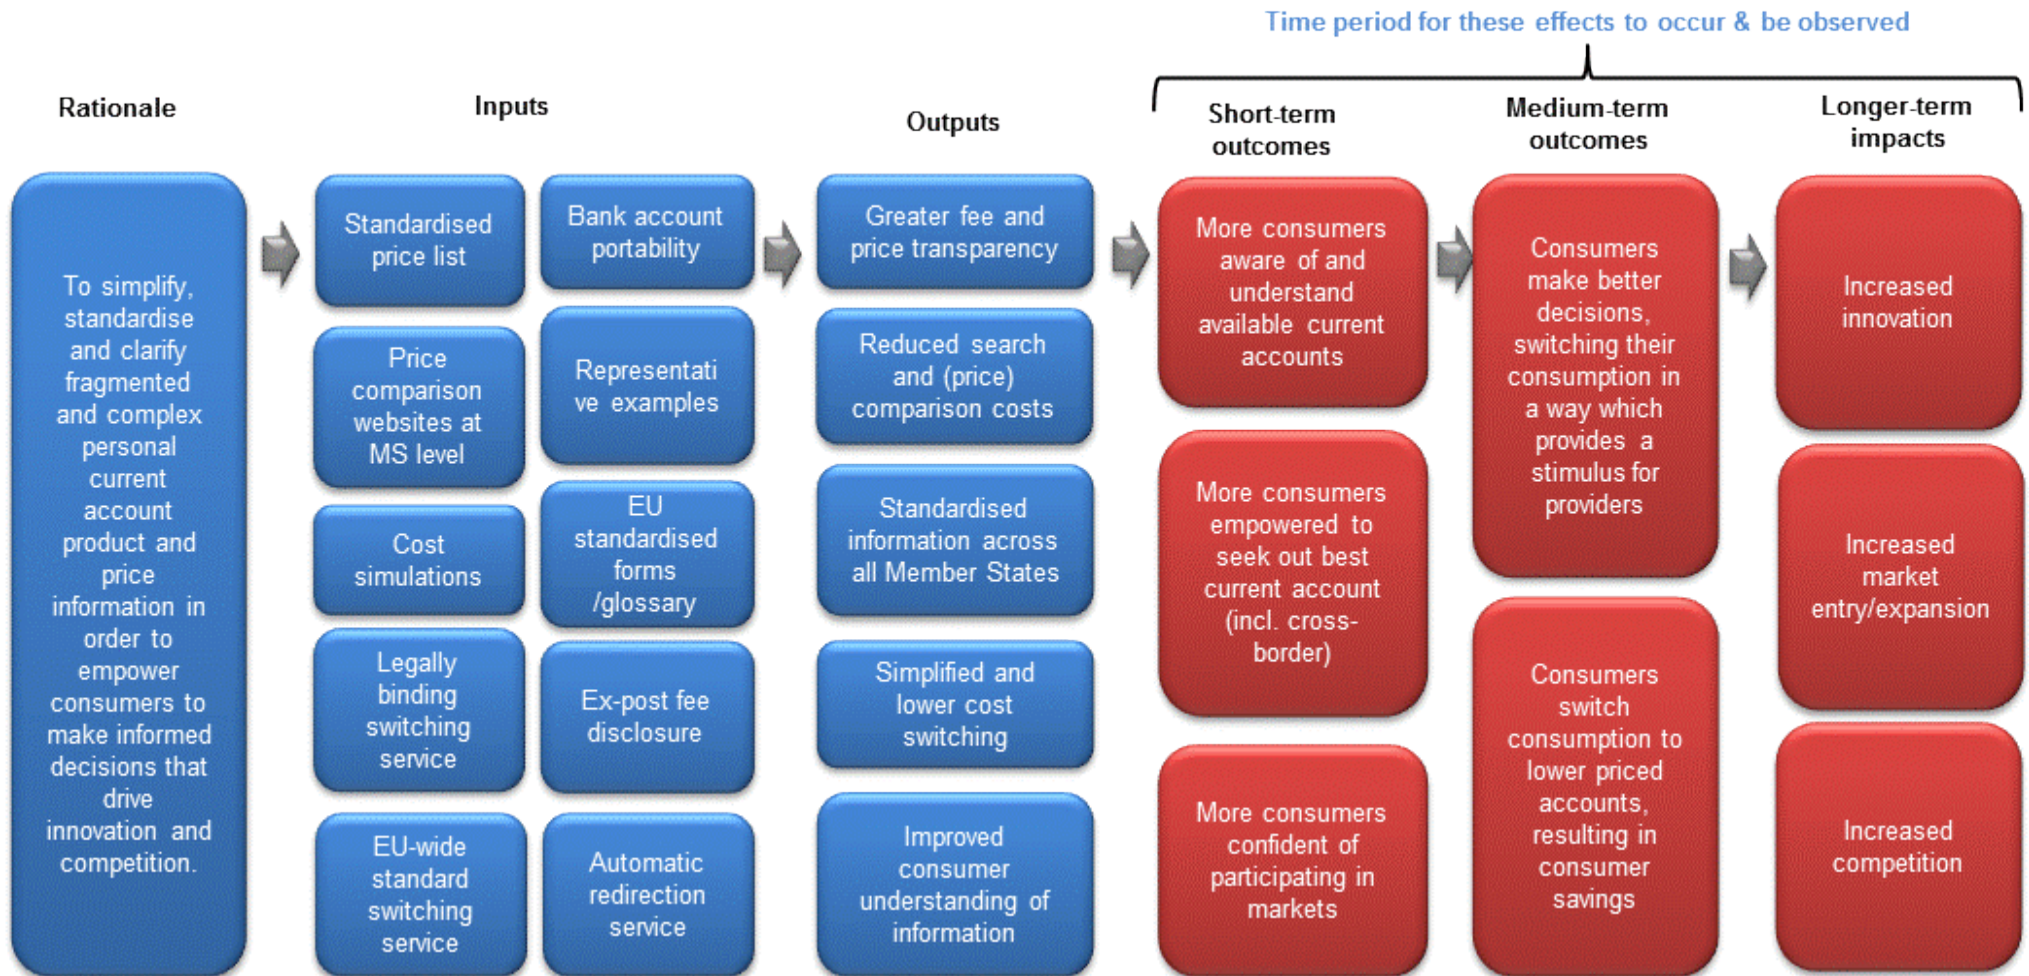 Time period for these effects to occur & be observed
Rationale
To simplify,
standardise
and clarify
fragmented
and complex
personal
current
account
product and
price
information in
order to
empower
consumers to
make informed
decisions that
drive
innovation and
competition.
Inputs
Standardised
price list
Price
comparison
websites at
MS level
Cost
simulations
Legally
binding
switching
service
EU-wide
standard
switching
service
Bank account
portability
Representati
ve examples
EU
standardised
forms
/glossary
Ex-post fee
disclosure
Automatic
redirection
service
Outputs
Greater fee and
price transparency
Reduced search
and (price)
comparison costs
Standardised
information across
all Member States
Simplified and
lower cost
switching
Improved
consumer
understanding of
information
Short-term
outcomes
More consumers
aware of and
understand
available current
accounts
More consumers
empowered to
seek out best
current account
(incl. cross-
border)
More consumers
confident of
participating in
markets
Medium-term
outcomes
Consumers
make better
decisions,
switching their
consumption in
a way which
provides a
stimulus for
providers
Consumers
switch
consumption to
lower priced
accounts,
resulting in
consumer
savings
Longer-term
impacts
Increased
innovation
Increased
market
entry/expansion
Increased
competition